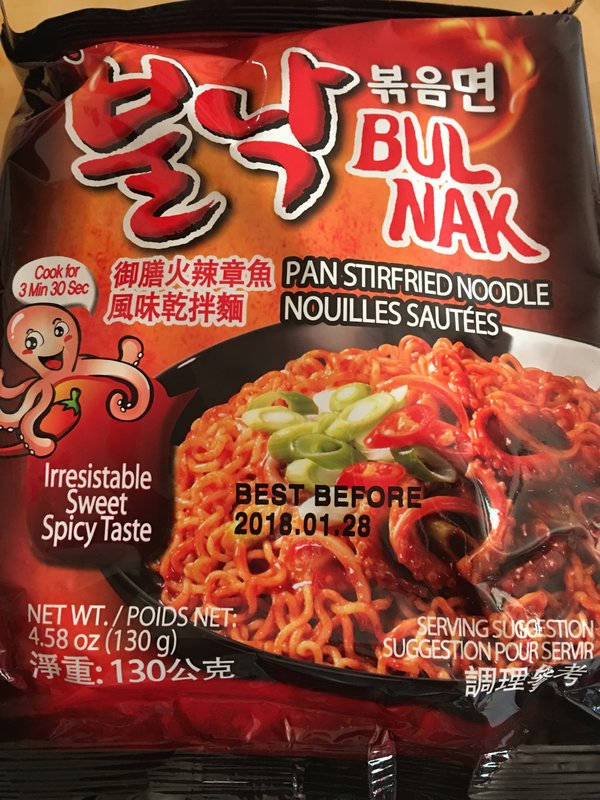 불낙 볶음면
BUL
NAK
Cook for
3 Min 30 Sec
御膳火辣章魚
風味乾拌麵
PAN STIRFRIED NOODLE
NOUILLES SAUTÉES
Irresistable
Sweet
Spicy Taste
BEST BEFORE
2018.01.28
NET WT. / POIDS NET:
4.58 oz (130 g)
淨重: 130公克
SERVING SUGGESTION
SUGGESTION POUR SERVIR
調理參考